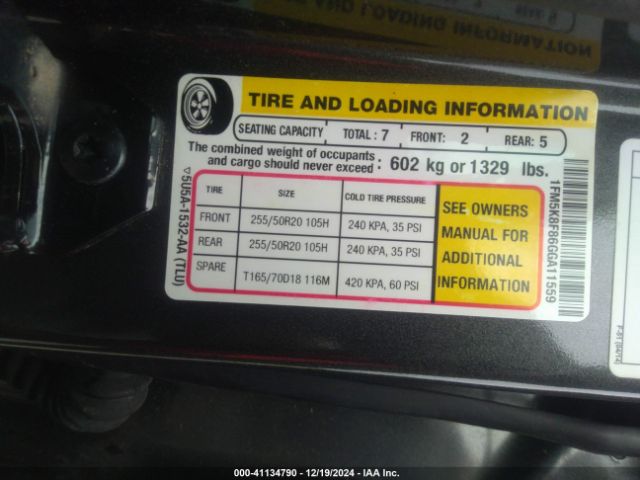 TIRE AND LOADING INFORMATION
SEATING CAPACITY TOTAL : 7 FRONT: 2 REAR: 5
The combined weight of occupants and cargo should never exceed : 602 kg or 1329 lbs.
TIRE SIZE COLD TIRE PRESSURE
FRONT 255/50R20 105H 240 KPA, 35 PSI
REAR 255/50R20 105H 240 KPA, 35 PSI
SPARE T165/70D18 116M 420 KPA, 60 PSI
SEE OWNERS
MANUAL FOR
ADDITIONAL
INFORMATION
5U5A-1532-AA (TLU)
1FM5K8F86GGA11559
000-41134790 - 12/19/2024 - IAA Inc.